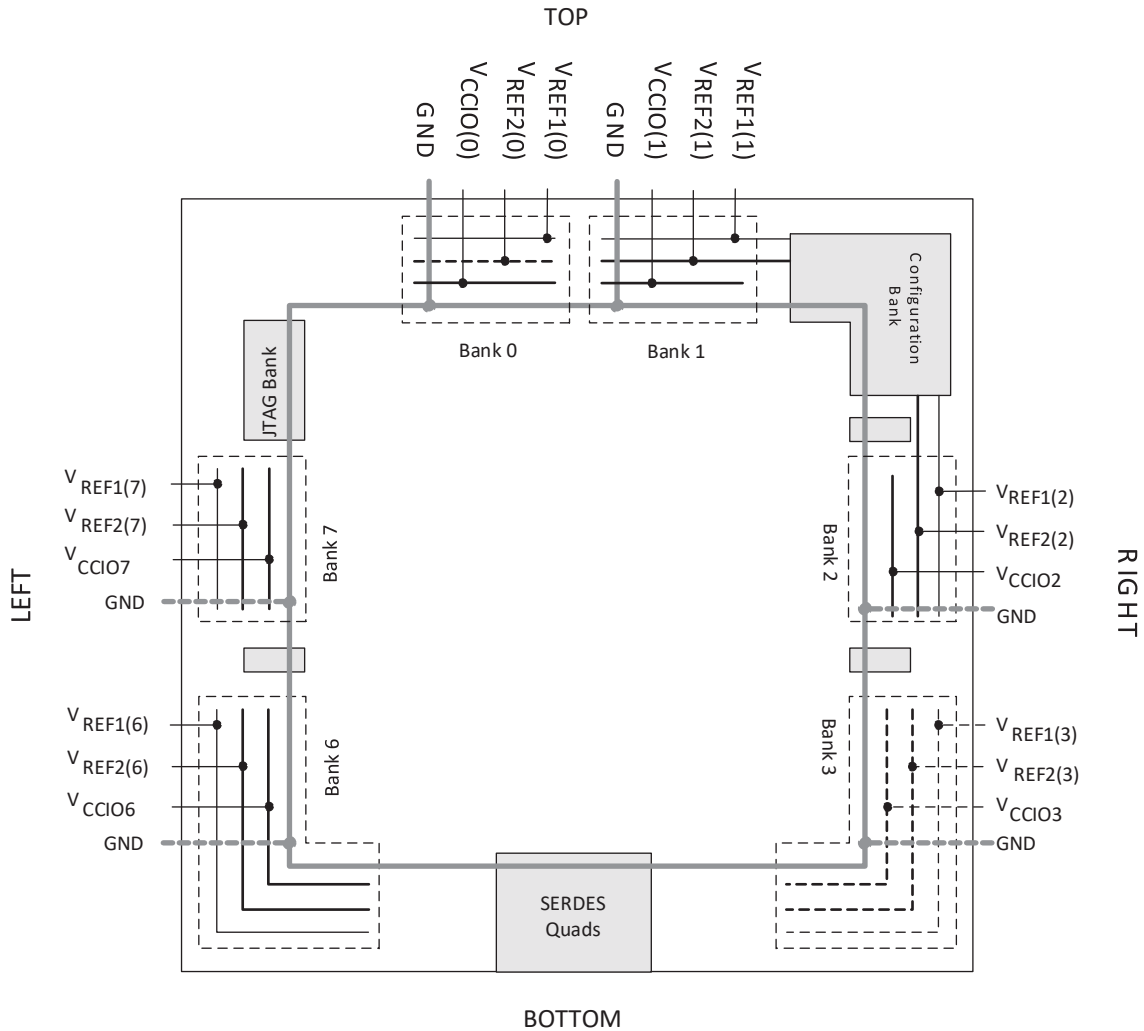 TOP
GND
VCCIO(0)
VREF2(0)
VREF1(0)
GND
VCCIO(1)
VREF2(1)
VREF1(1)
Configuration
Bank
Bank 0
Bank 1
JTAG Bank
LEFT
VREF1(7)
VREF2(7)
VCCIO7
GND
Bank 7
Bank 2
VREF1(2)
VREF2(2)
VCCIO2
GND
RIGHT
VREF1(6)
VREF2(6)
VCCIO6
GND
Bank 6
Bank 3
VREF1(3)
VREF2(3)
VCCIO3
GND
SERDES
Quads
BOTTOM